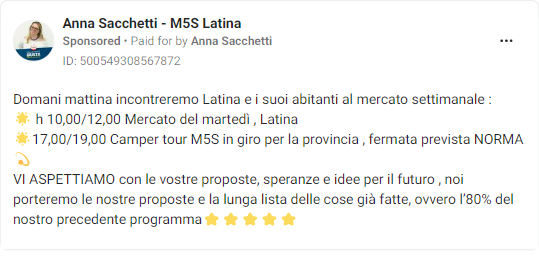 Anna Sacchetti - M5S Latina
Sponsored • Paid for by Anna Sacchetti
ID: 500549308567872
Domani mattina incontreremo Latina e i suoi abitanti al mercato settimanale :
🌟 h 10,00/12,00 Mercato del martedì , Latina
🌟17,00/19,00 Camper tour M5S in giro per la provincia , fermata prevista NORMA
💫
VI ASPETTIAMO con le vostre proposte, speranze e idee per il futuro , noi
porteremo le nostre proposte e la lunga lista delle cose già fatte, ovvero l'80% del
nostro precedente programma⭐⭐⭐⭐⭐